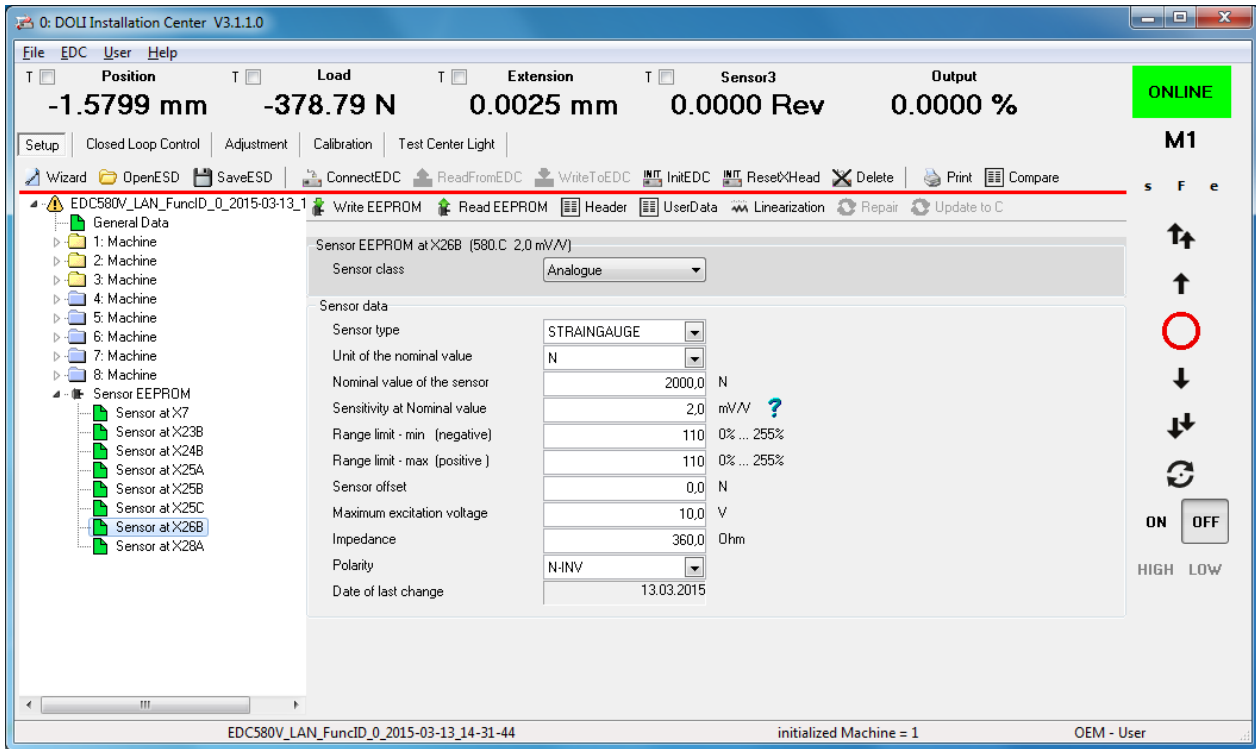 0: DOLI Installation Center V3.1.1.0
File EDC User Help
T Position T Load T Extension T Sensor3 Output
-1.5799 mm -378.79 N 0.0025 mm 0.0000 Rev 0.0000 %
ONLINE
M1
Setup Closed Loop Control Adjustment Calibration Test Center Light
Wizard OpenESD SaveESD ConnectEDC ReadFromEDC WriteToEDC InitEDC ResetXHead Delete Print Compare
s F e
EDC580V_LAN_FuncID_0_2015-03-13_1
Write EEPROM Read EEPROM Header UserData Linearization Repair Update to C
General Data
1: Machine
2: Machine
3: Machine
4: Machine
5: Machine
6: Machine
7: Machine
8: Machine
Sensor EEPROM
Sensor at X7
Sensor at X23B
Sensor at X24B
Sensor at X25A
Sensor at X25B
Sensor at X25C
Sensor at X26B
Sensor at X28A
Sensor EEPROM at X26B (580.C 2,0 mV/V)
Sensor class Analogue
Sensor data
Sensor type STRAINGAUGE
Unit of the nominal value N
Nominal value of the sensor 2000,0 N
Sensitivity at Nominal value 2,0 mV/V ?
Range limit - min (negative) 110 0% ... 255%
Range limit - max (positive ) 110 0% ... 255%
Sensor offset 0,0 N
Maximum excitation voltage 10,0 V
Impedance 360,0 Ohm
Polarity N-INV
Date of last change 13.03.2015
ON OFF
HIGH LOW
EDC580V_LAN_FuncID_0_2015-03-13_14-31-44 initialized Machine = 1 OEM - User